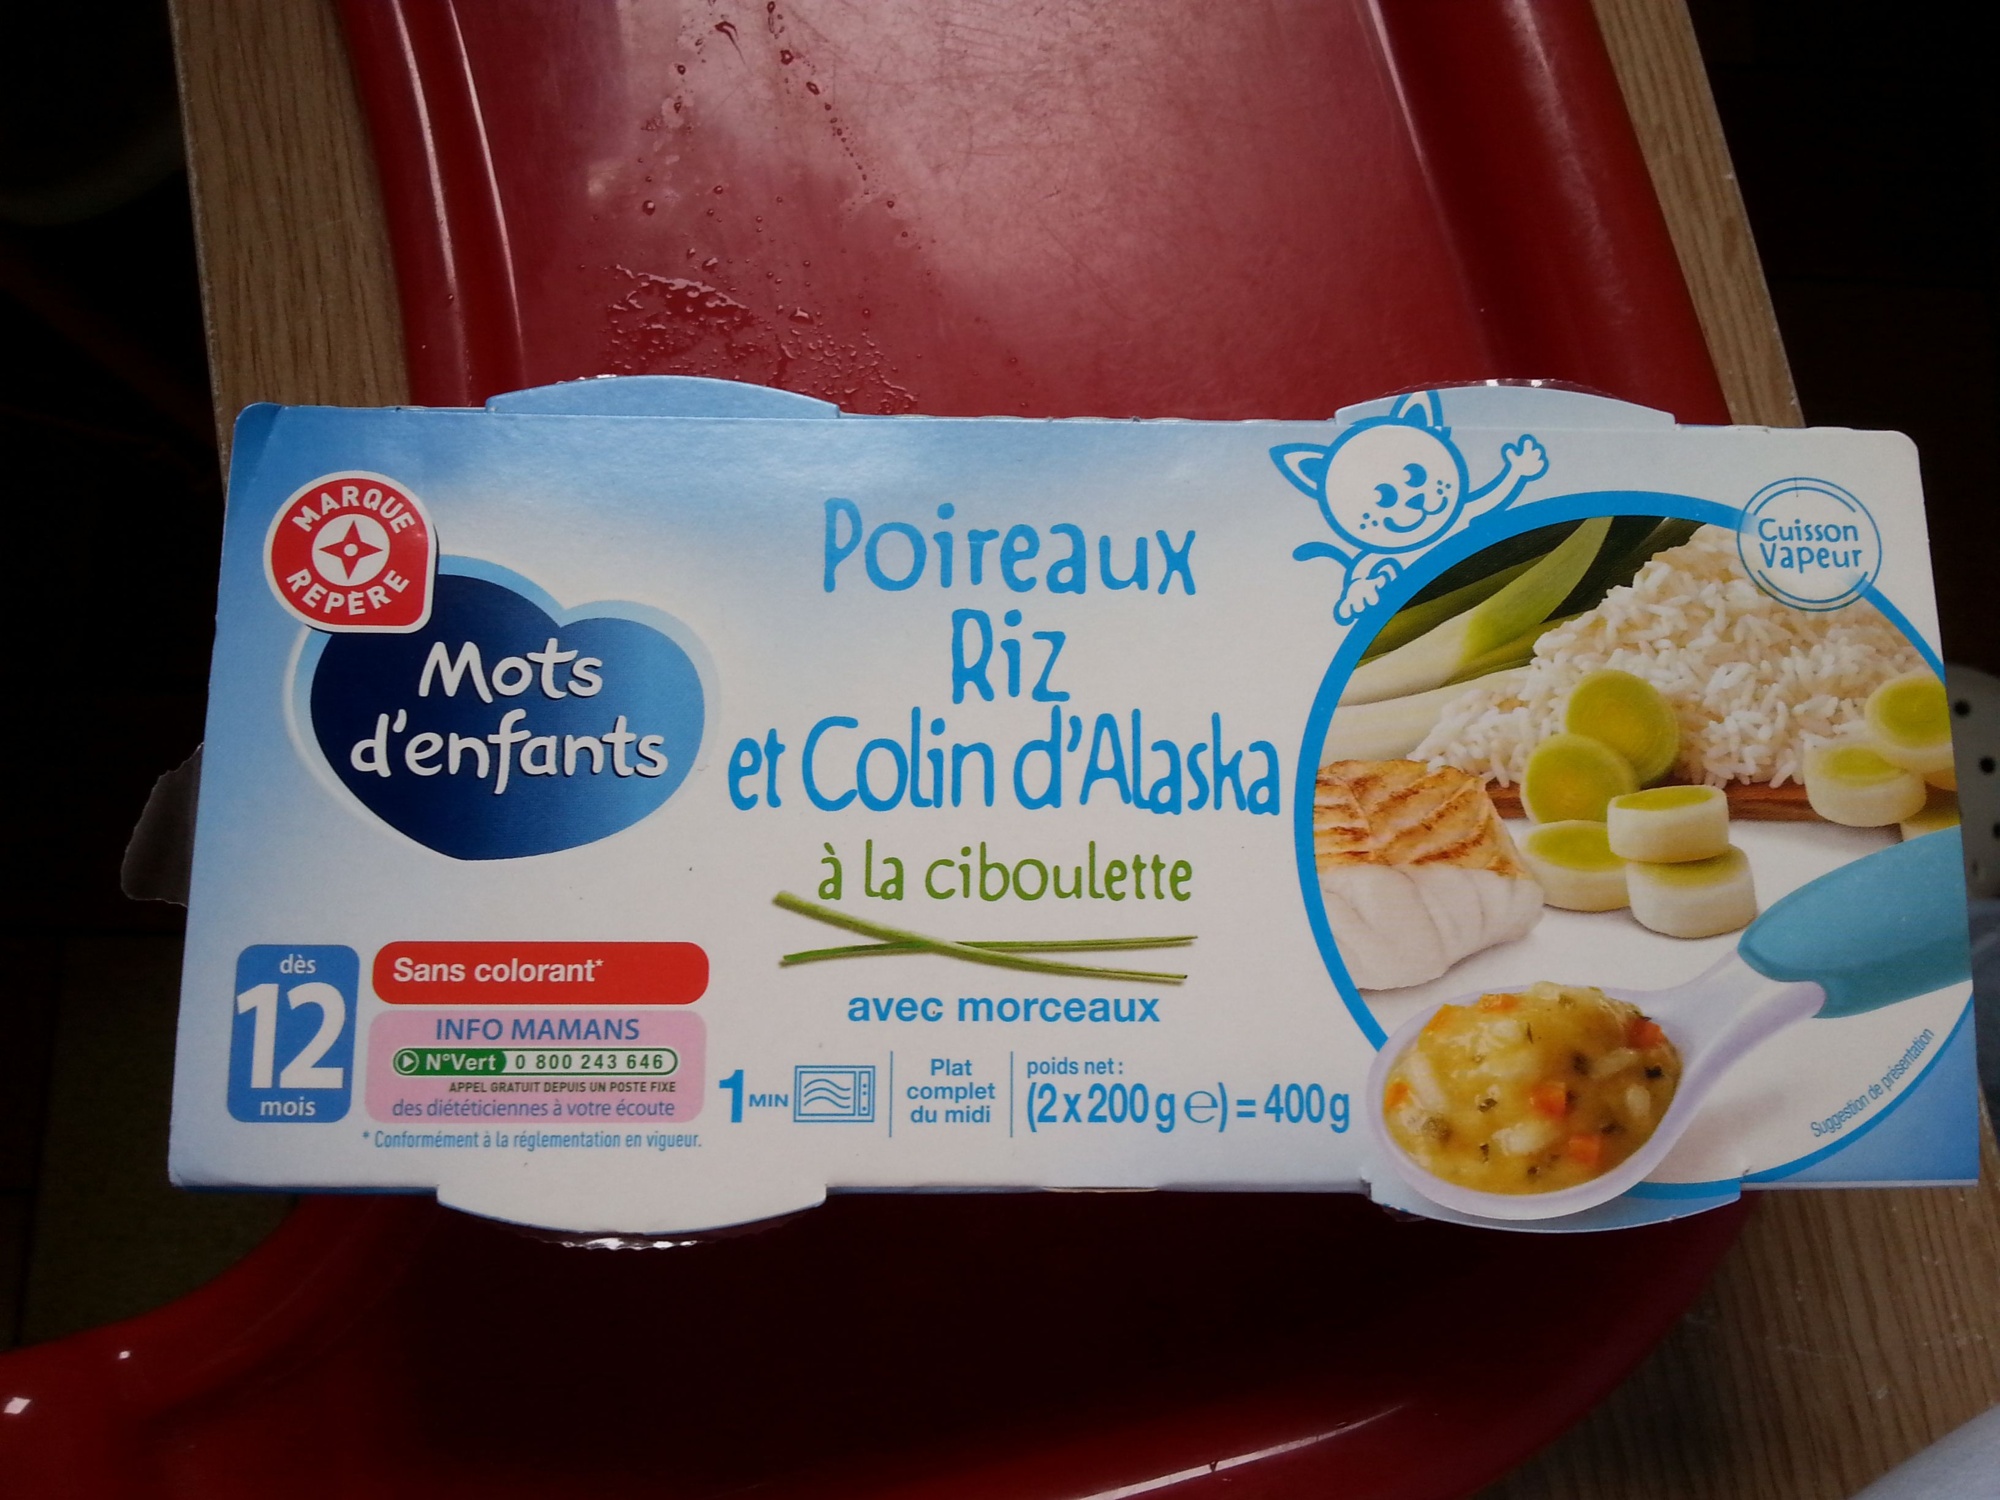 MARQUE
REPÈRE
Mots
d'enfants
Poireaux
Riz
et Colin d'Alaska
à la ciboulette
avec morceaux
Cuisson
Vapeur
dès
12
mois
Sans colorant*
INFO MAMANS
N°Vert 0 800 243 646
APPEL GRATUIT DEPUIS UN POSTE FIXE
des diététiciennes à votre écoute
* Conformément à la réglementation en vigueur.
1 MIN
Plat
complet
du midi
poids net :
(2x200g e) = 400g
Suggestion de présentation